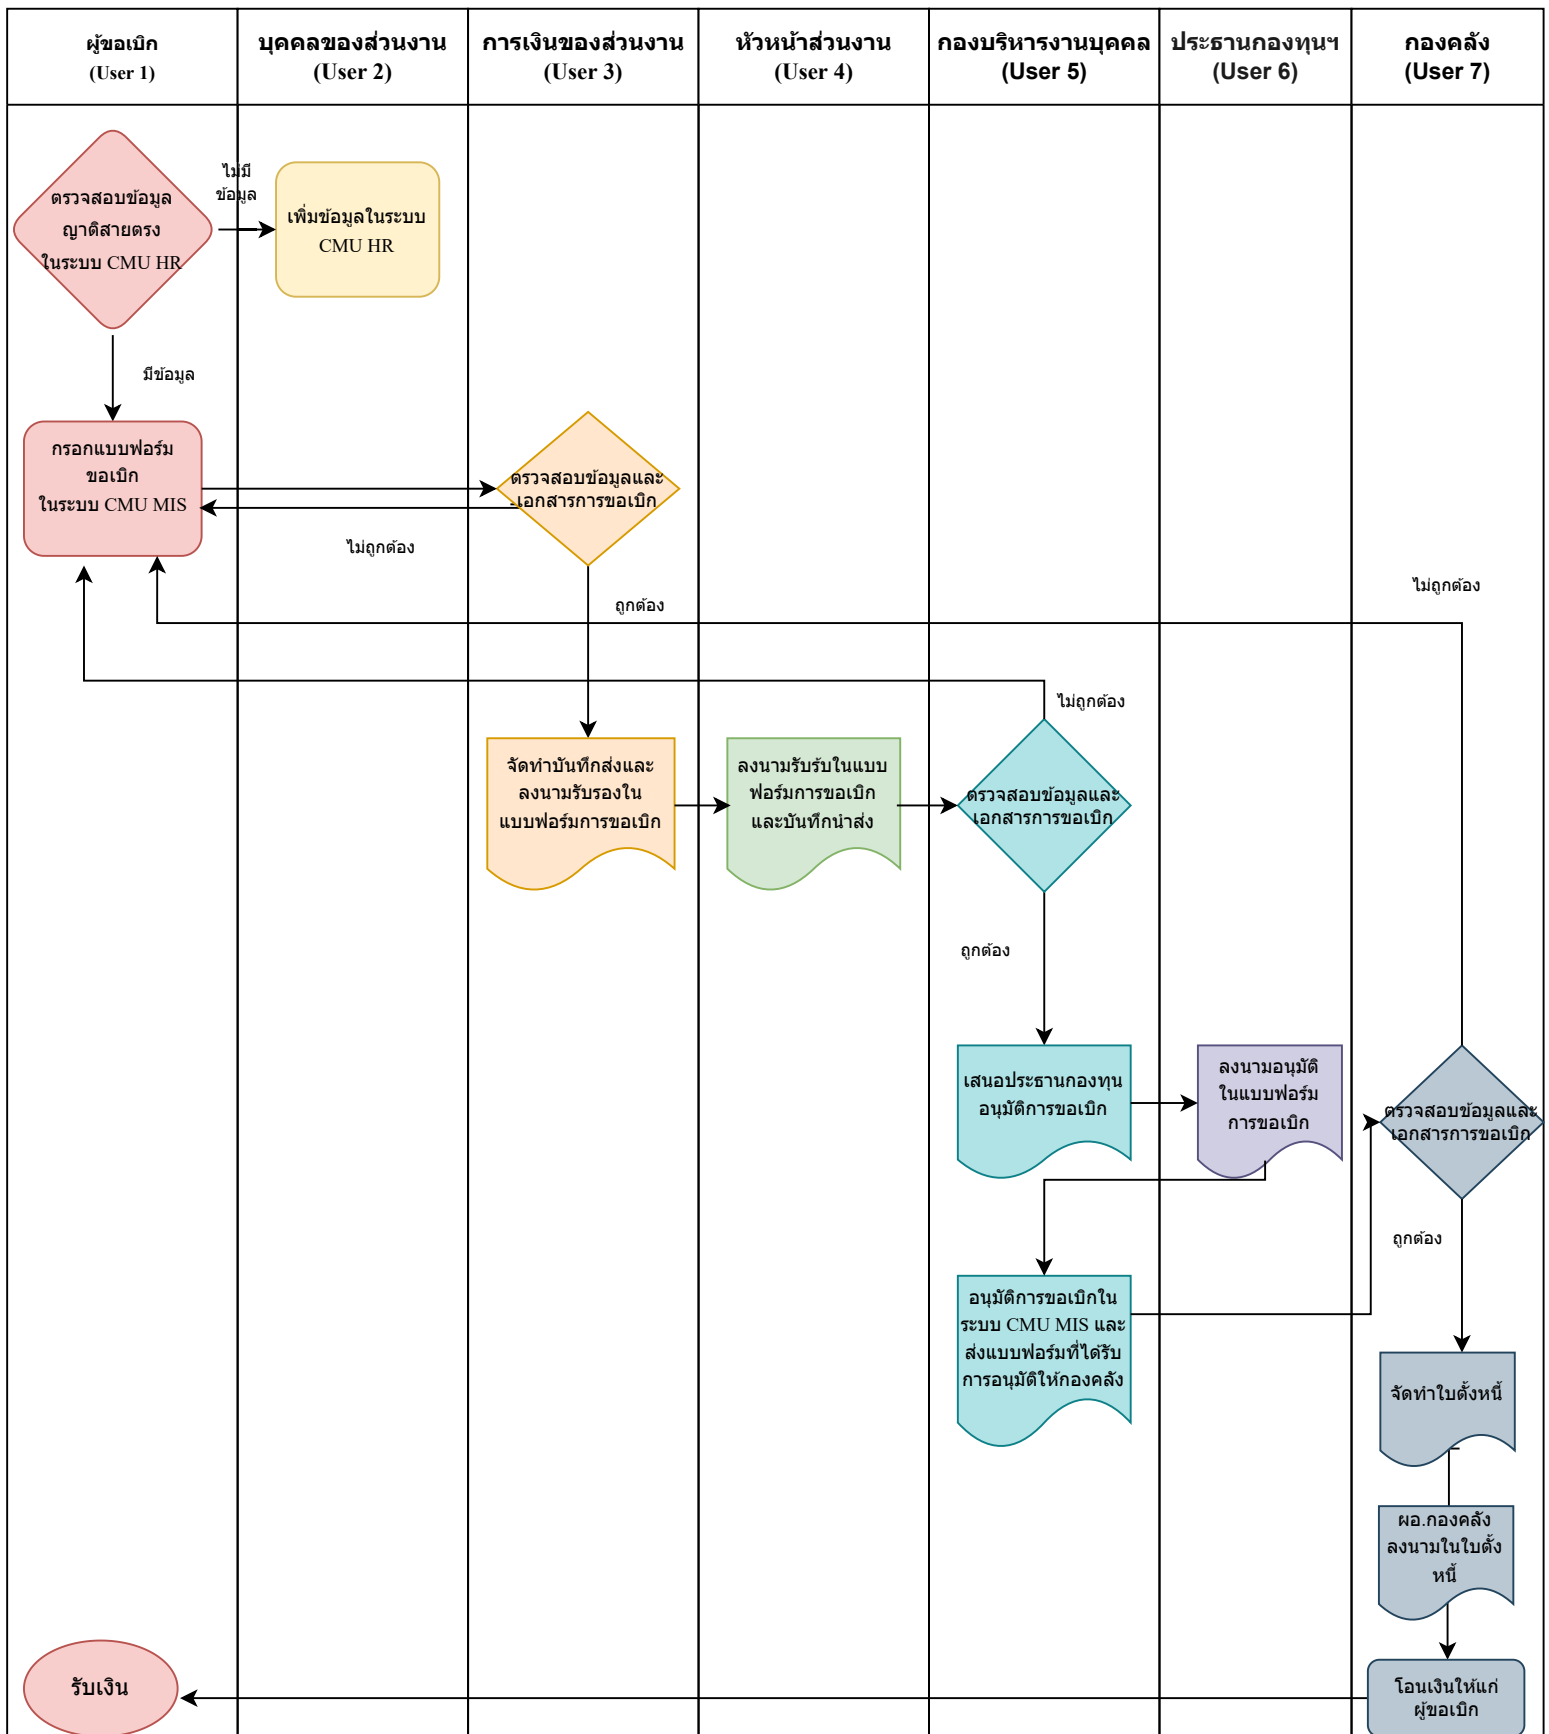 ผู้ขอเบิก
(User 1)
บุคคลของส่วนงาน
(User 2)
การเงินของส่วนงาน
(User 3)
หัวหน้าส่วนงาน
(User 4)
กองบริหารงานบุคคล
(User 5)
ประธานกองทุนฯ
(User 6)
กองคลัง
(User 7)
ตรวจสอบข้อมูล
ญาติสายตรง
ในระบบ CMU HR
ไม่มี
ข้อมูล
เพิ่มข้อมูลในระบบ
CMU HR
มีข้อมูล
กรอกแบบฟอร์ม
ขอเบิก
ในระบบ CMU MIS
ตรวจสอบข้อมูลและ
เอกสารการขอเบิก
ไม่ถูกต้อง
ถูกต้อง
ไม่ถูกต้อง
ไม่ถูกต้อง
จัดทำบันทึกส่งและ
ลงนามรับรองใน
แบบฟอร์มการขอเบิก
ลงนามรับรับในแบบ
ฟอร์มการขอเบิก
และบันทึกนำส่ง
ตรวจสอบข้อมูลและ
เอกสารการขอเบิก
ถูกต้อง
เสนอประธานกองทุน
อนุมัติการขอเบิก
ลงนามอนุมัติ
ในแบบฟอร์ม
การขอเบิก
ตรวจสอบข้อมูลและ
เอกสารการขอเบิก
ถูกต้อง
อนุมัติการขอเบิกใน
ระบบ CMU MIS และ
ส่งแบบฟอร์มที่ได้รับ
การอนุมัติให้กองคลัง
จัดทำใบตั้งหนี้
ผอ.กองคลัง
ลงนามในใบตั้ง
หนี้
รับเงิน
โอนเงินให้แก่
ผู้ขอเบิก